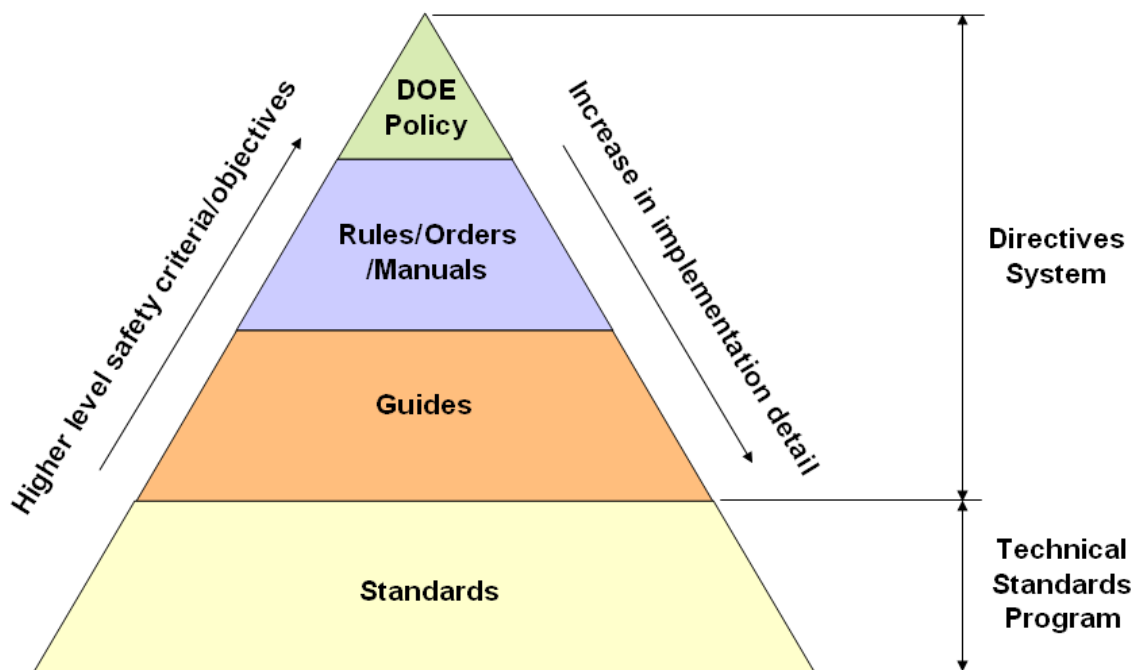 DOE
Policy
Rules/Orders
/Manuals
Guides
Standards
Higher level safety criteria/objectives
Increase in implementation detail
Directives
System
Technical
Standards
Program